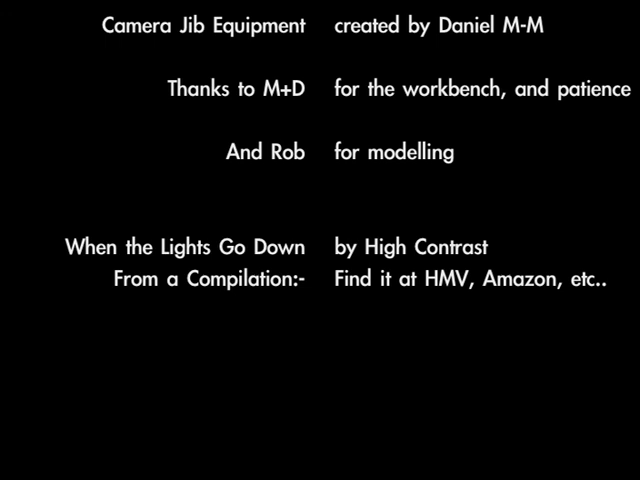 Camera Jib Equipment created by Daniel M-M
Thanks to M+D for the workbench, and patience
And Rob for modelling
When the Lights Go Down by High Contrast
From a Compilation:- Find it at HMV, Amazon, etc..